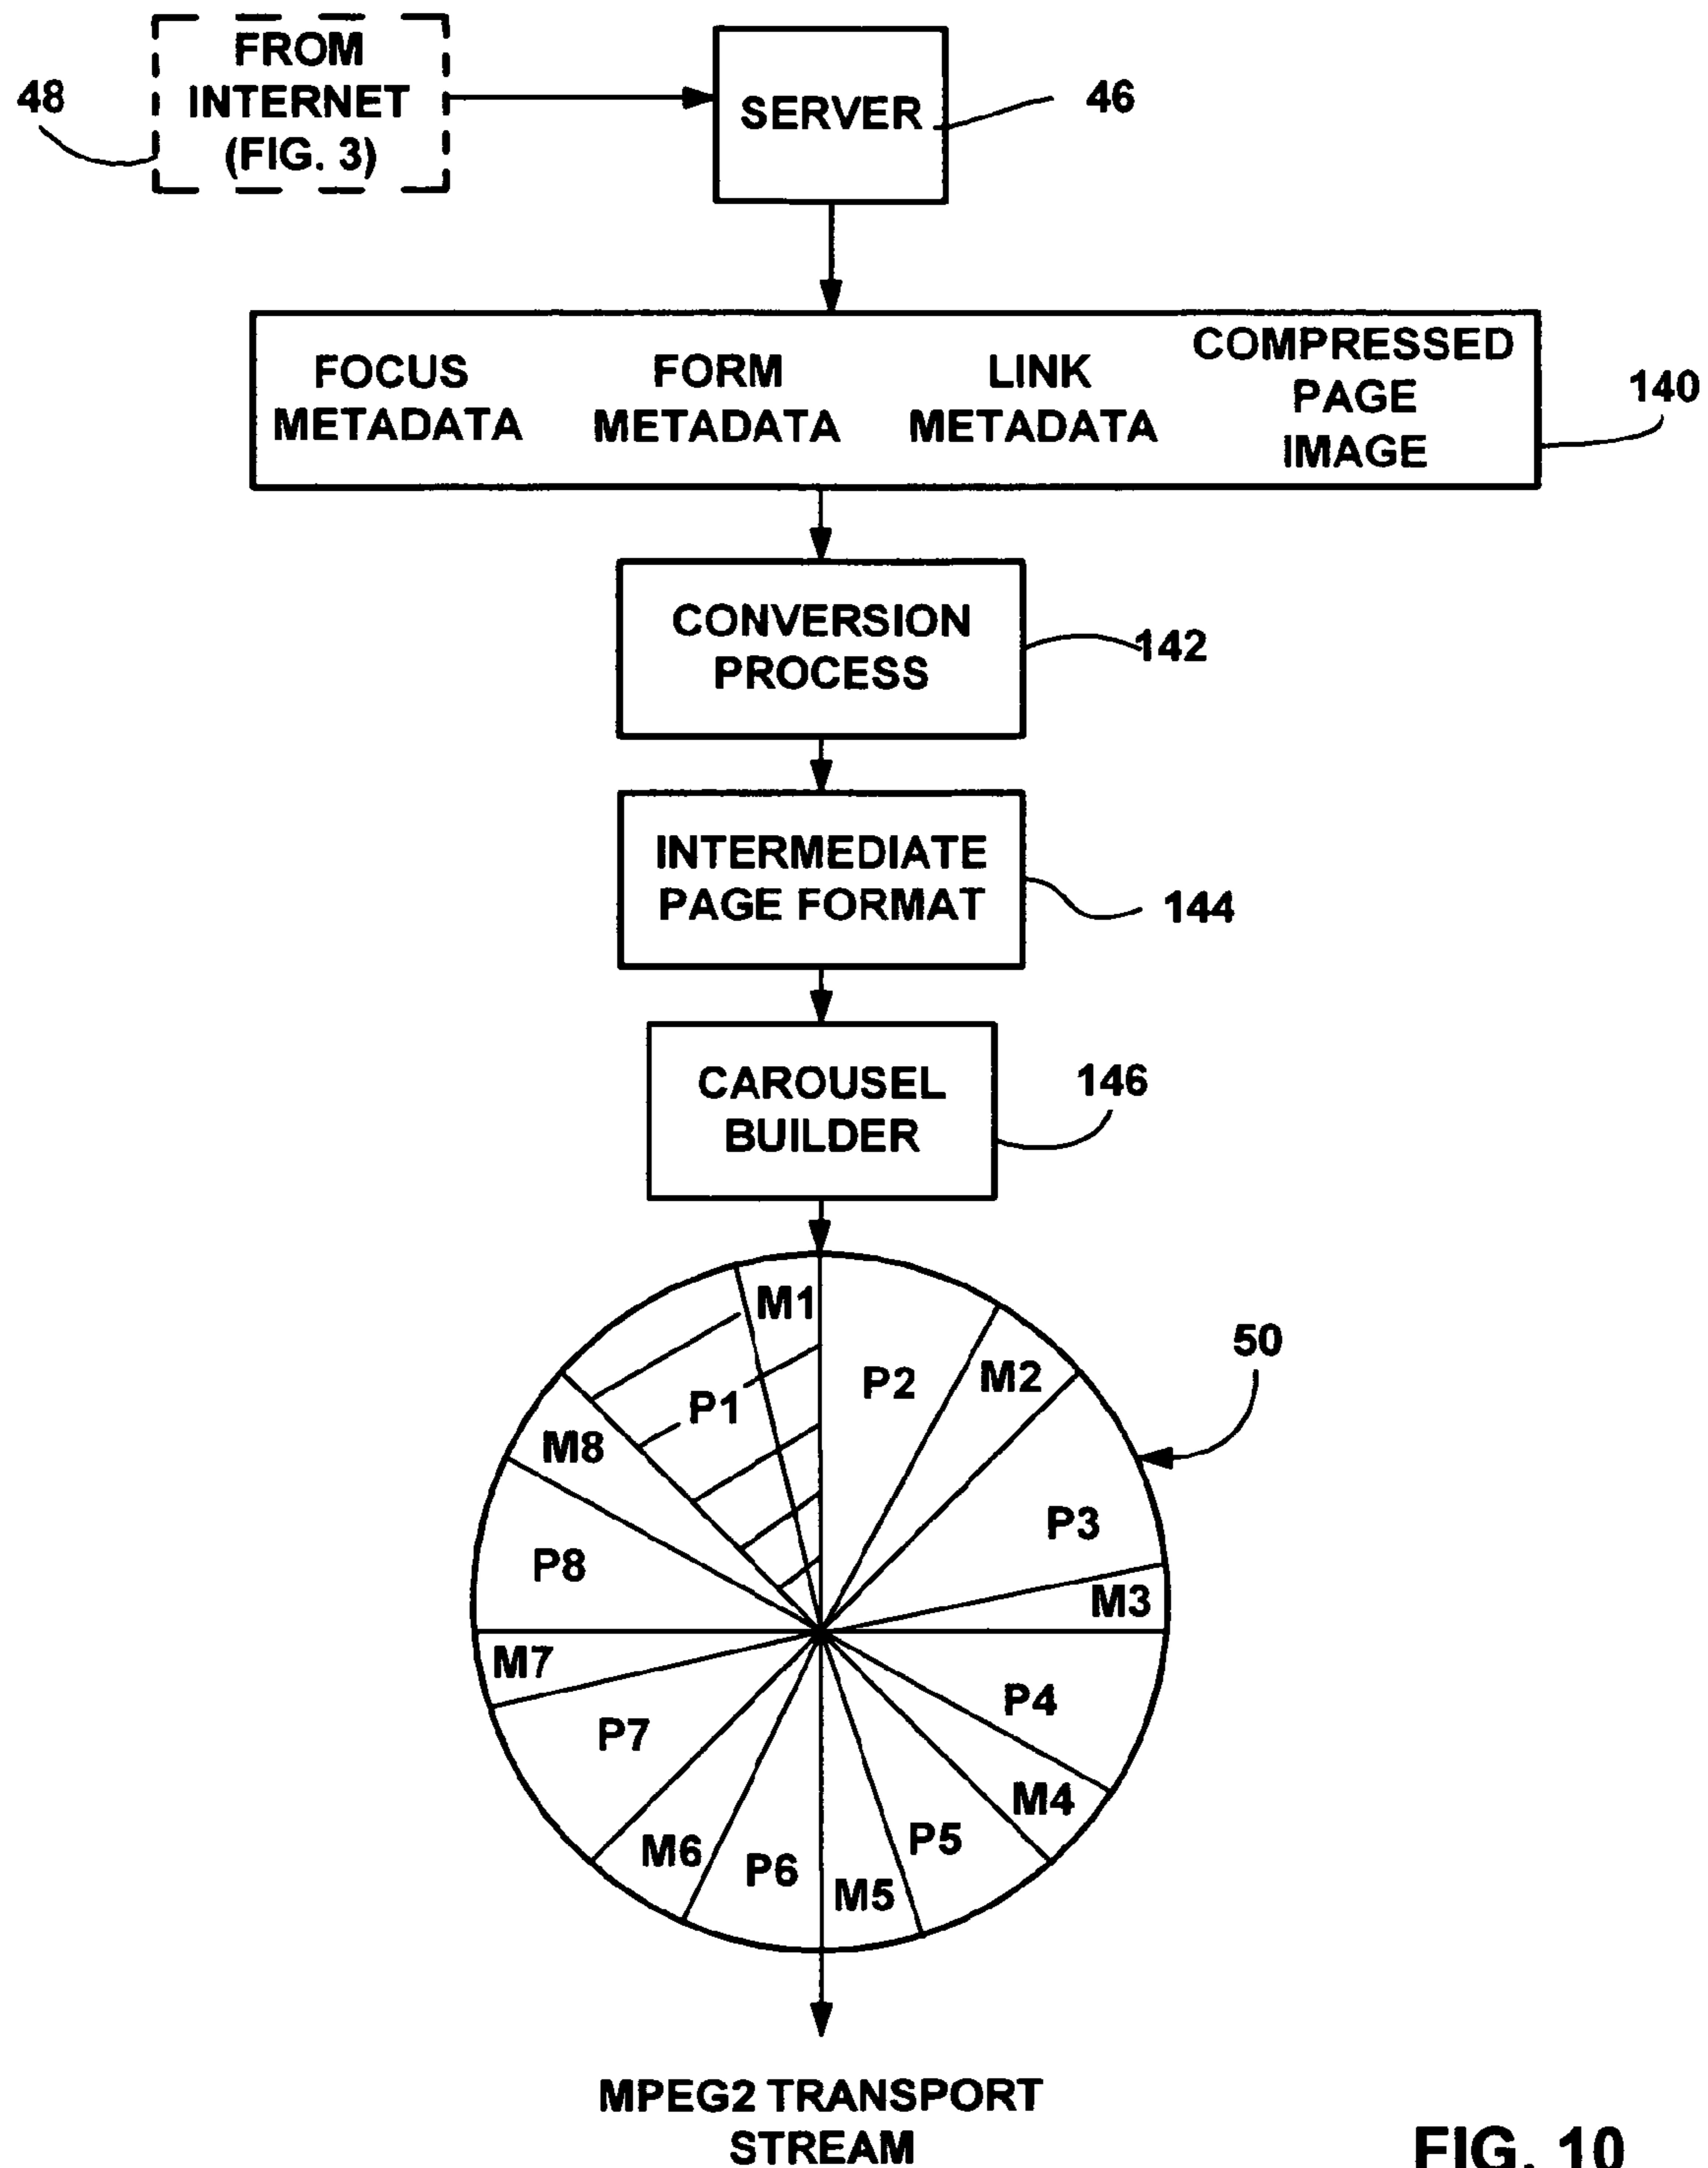 FROM
INTERNET
(FIG. 3)
48
SERVER
46
FOCUS
METADATA
FORM
METADATA
LINK
METADATA
COMPRESSED
PAGE
IMAGE
140
CONVERSION
PROCESS
142
INTERMEDIATE
PAGE FORMAT
144
CAROUSEL
BUILDER
146
M1
P1
P2
M2
50
M8
P3
P8
M3
M7
P4
P7
M4
P5
M6
P6
M5
MPEG2 TRANSPORT
STREAM
FIG. 10